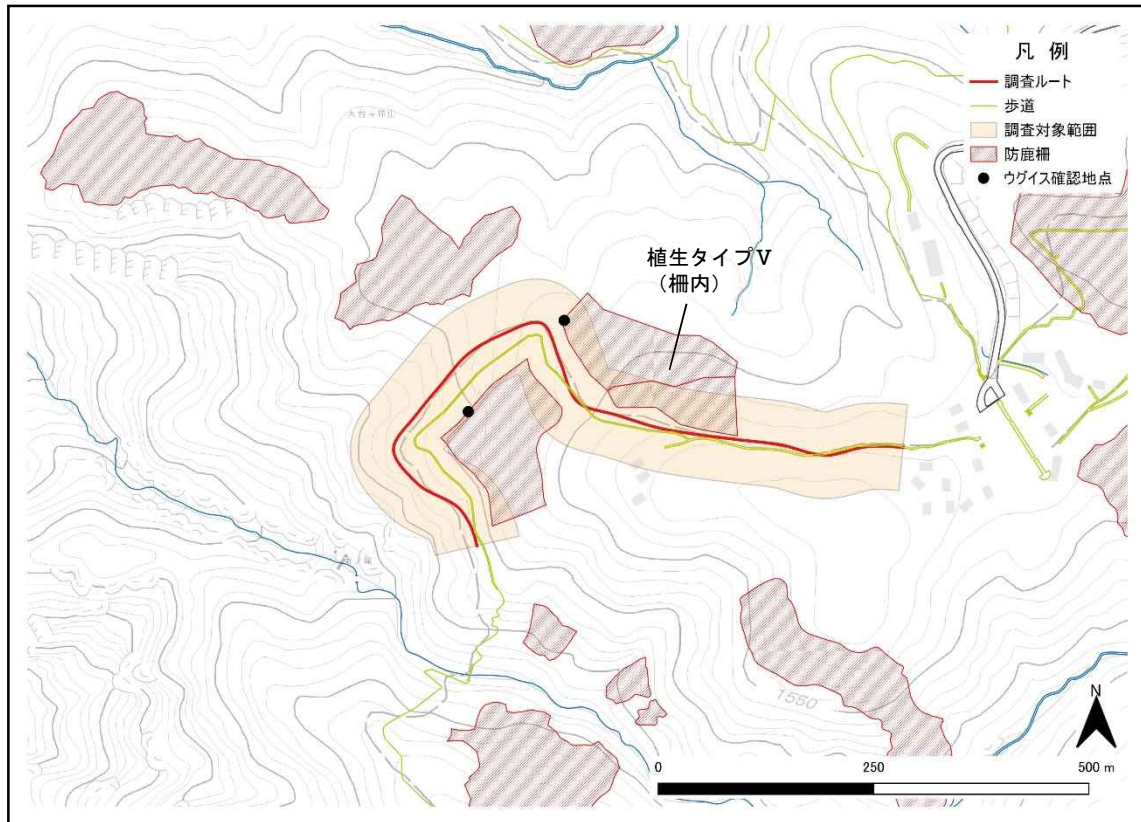 凡 例
調査ルート
歩道
調査対象範囲
防鹿柵
ウグイス確認地点
植生タイプⅤ
（柵内）
1550
N
0
250
500 m